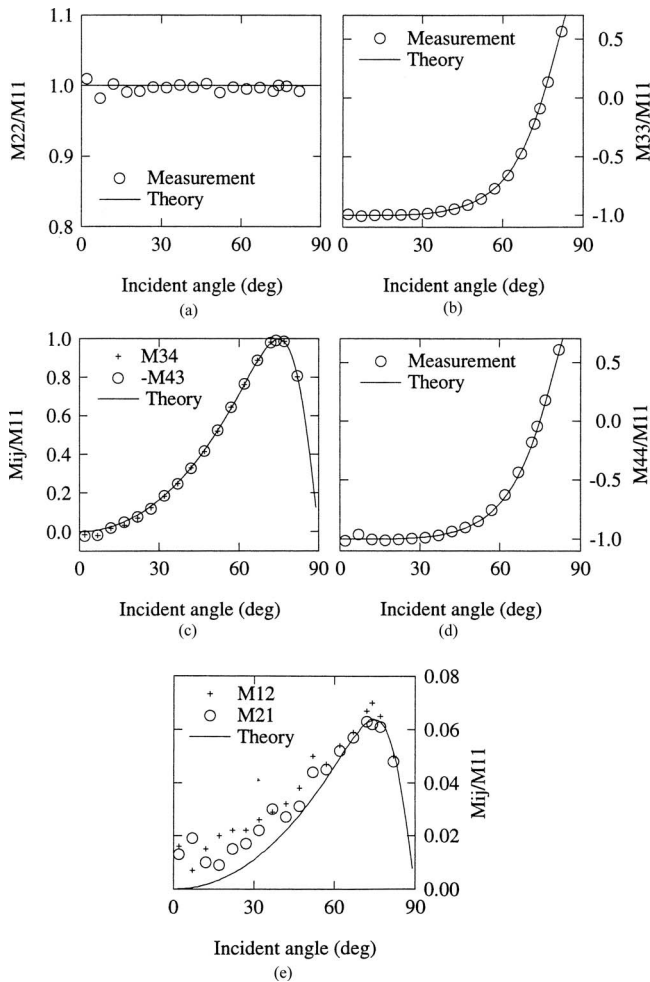 1.1
1.0
0.9
0.8
M22/M11
Measurement
Theory
0 30 60 90
Incident angle (deg)
(a)
Measurement
Theory
0.5
0.0
-0.5
-1.0
M33/M11
0 30 60 90
Incident angle (deg)
(b)
1.0
0.8
0.6
0.4
0.2
0.0
Mij/M11
M34
-M43
Theory
0 30 60 90
Incident angle (deg)
(c)
Measurement
Theory
0.5
0.0
-0.5
-1.0
M44/M11
0 30 60 90
Incident angle (deg)
(d)
M12
M21
Theory
0.08
0.06
0.04
0.02
0.00
Mij/M11
0 30 60 90
Incident angle (deg)
(e)